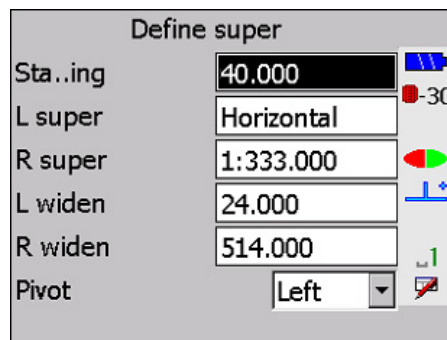 Define super
Sta..ing 40.000
L super Horizontal
-30
R super 1:333.000
L widen 24.000
R widen 514.000
1
Pivot Left